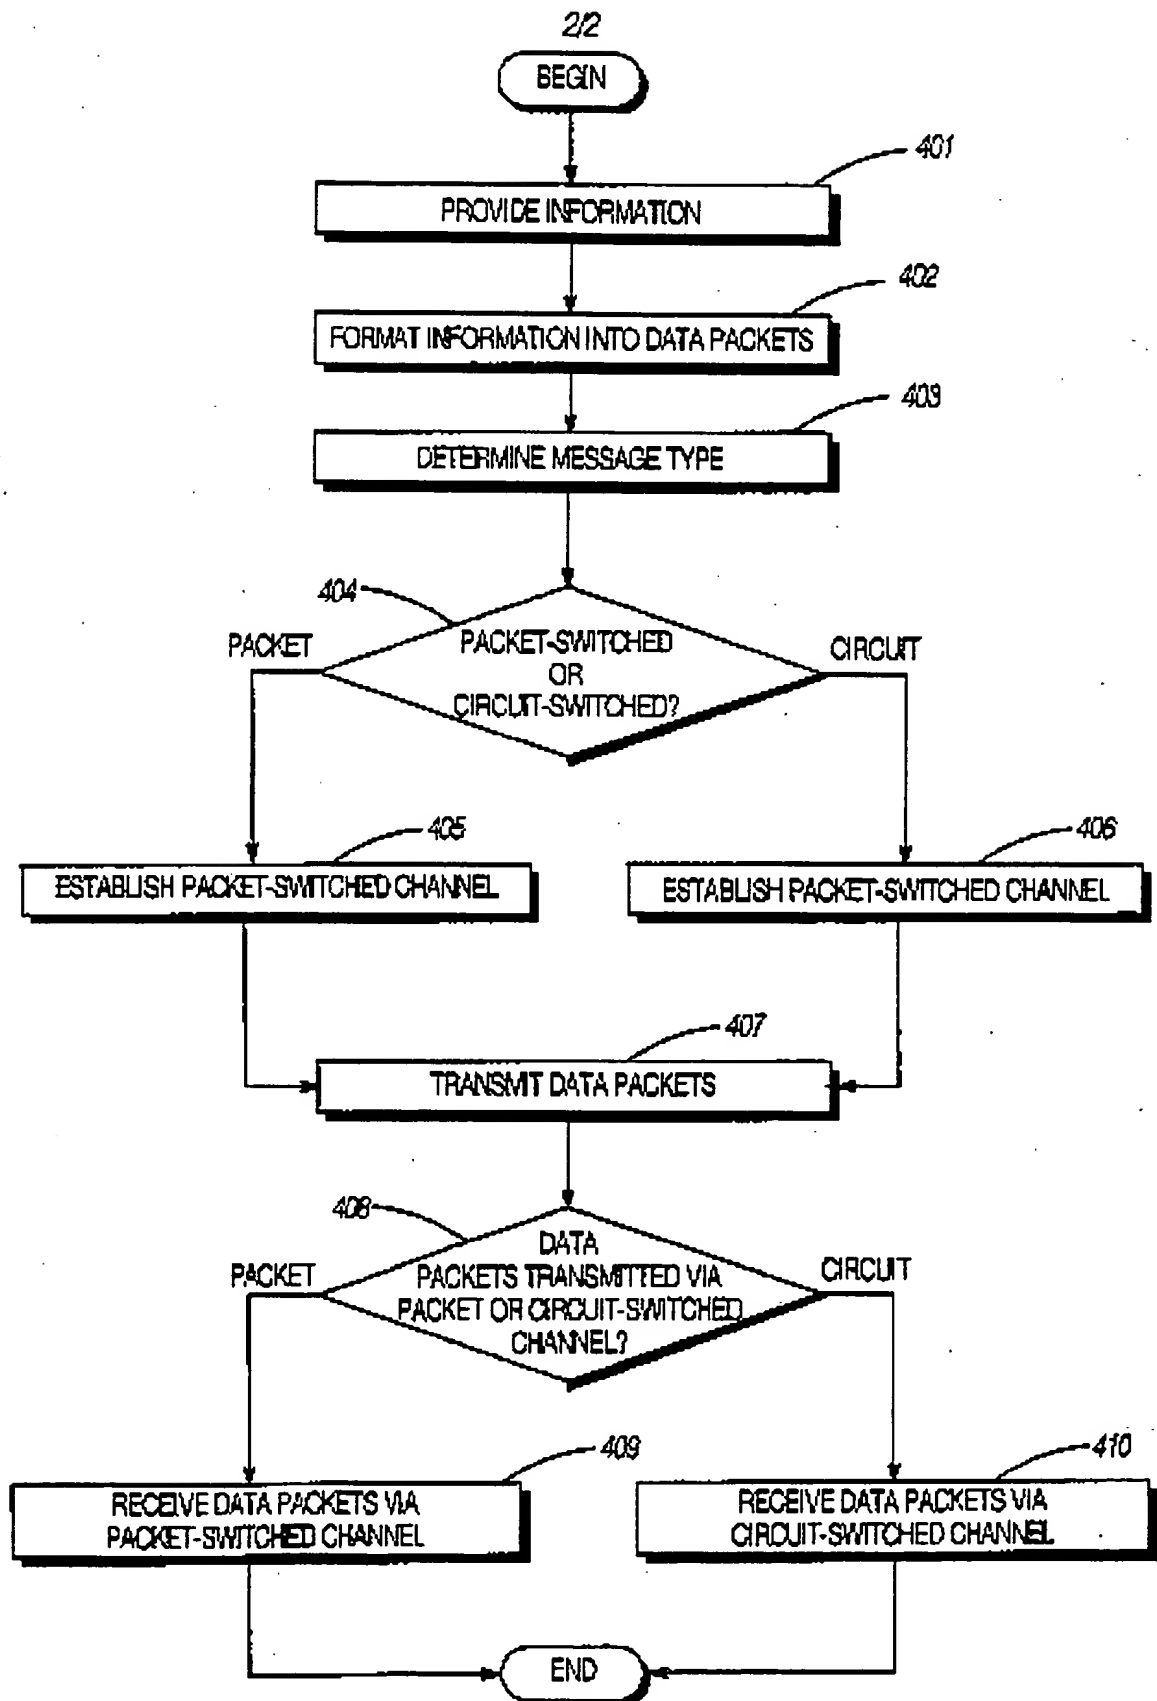 2/2
BEGIN
401
PROVIDE INFORMATION
402
FORMAT INFORMATION INTO DATA PACKETS
403
DETERMINE MESSAGE TYPE
404
PACKET
PACKET-SWITCHED
OR
CIRCUIT-SWITCHED?
CIRCUIT
405
ESTABLISH PACKET-SWITCHED CHANNEL
406
ESTABLISH PACKET-SWITCHED CHANNEL
407
TRANSMIT DATA PACKETS
408
PACKET
DATA
PACKETS TRANSMITTED VIA
PACKET OR CIRCUIT-SWITCHED
CHANNEL?
CIRCUIT
409
RECEIVE DATA PACKETS VIA
PACKET-SWITCHED CHANNEL
410
RECEIVE DATA PACKETS VIA
CIRCUIT-SWITCHED CHANNEL
END